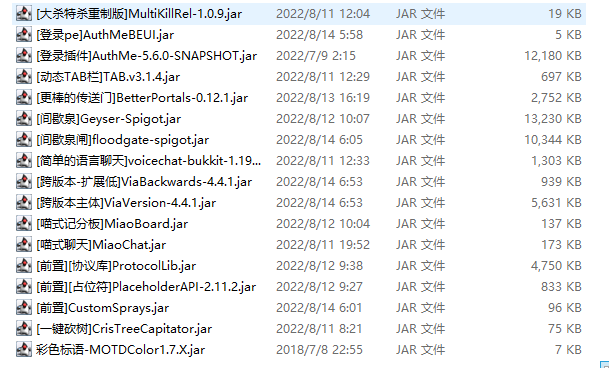 [大杀特杀重制版]MultiKillRel-1.0.9.jar 2022/8/11 12:04 JAR 文件 19 KB
[登录pe]AuthMeBEUI.jar 2022/8/14 5:58 JAR 文件 5 KB
[登录插件]AuthMe-5.6.0-SNAPSHOT.jar 2022/7/9 2:15 JAR 文件 12,180 KB
[动态TAB栏]TAB.v3.1.4.jar 2022/8/11 12:29 JAR 文件 697 KB
[更棒的传送门]BetterPortals-0.12.1.jar 2022/8/13 16:19 JAR 文件 2,752 KB
[间歇泉]Geyser-Spigot.jar 2022/8/12 10:07 JAR 文件 13,230 KB
[间歇泉闸]floodgate-spigot.jar 2022/8/14 6:05 JAR 文件 10,344 KB
[简单的语言聊天]voicechat-bukkit-1.19... 2022/8/11 12:33 JAR 文件 1,303 KB
[跨版本-扩展低]ViaBackwards-4.4.1.jar 2022/8/14 6:53 JAR 文件 939 KB
[跨版本主体]ViaVersion-4.4.1.jar 2022/8/14 6:53 JAR 文件 5,631 KB
[喵式记分板]MiaoBoard.jar 2022/8/12 10:04 JAR 文件 137 KB
[喵式聊天]MiaoChat.jar 2022/8/11 19:52 JAR 文件 173 KB
[前置][协议库]ProtocolLib.jar 2022/8/12 9:38 JAR 文件 4,750 KB
[前置][占位符]PlaceholderAPI-2.11.2.jar 2022/8/12 9:27 JAR 文件 833 KB
[前置]CustomSprays.jar 2022/8/14 6:01 JAR 文件 96 KB
[一键砍树]CrisTreeCapitator.jar 2022/8/11 8:21 JAR 文件 75 KB
彩色标语-MOTDColor1.7.X.jar 2018/7/8 22:55 JAR 文件 7 KB